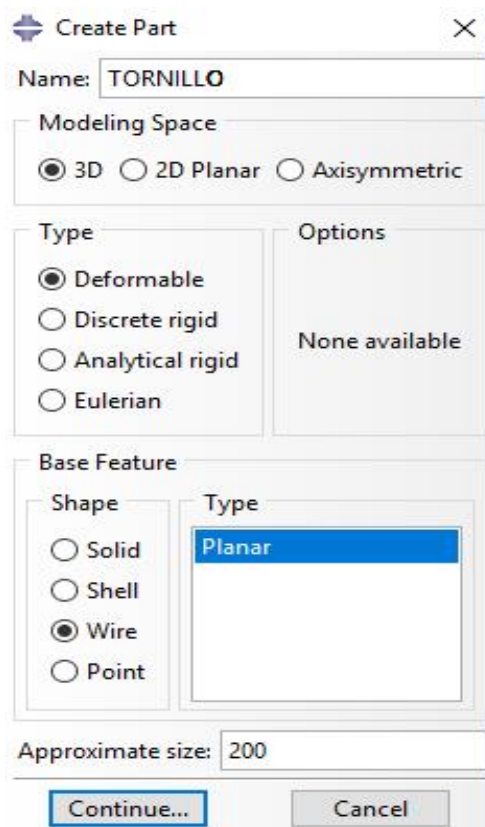 Create Part
Name: TORNILLO
Modeling Space
3D 2D Planar Axisymmetric
Type
Deformable
Discrete rigid
Analytical rigid
Eulerian
Options
None available
Base Feature
Shape
Solid
Shell
Wire
Point
Type
Planar
Approximate size: 200
Continue... Cancel